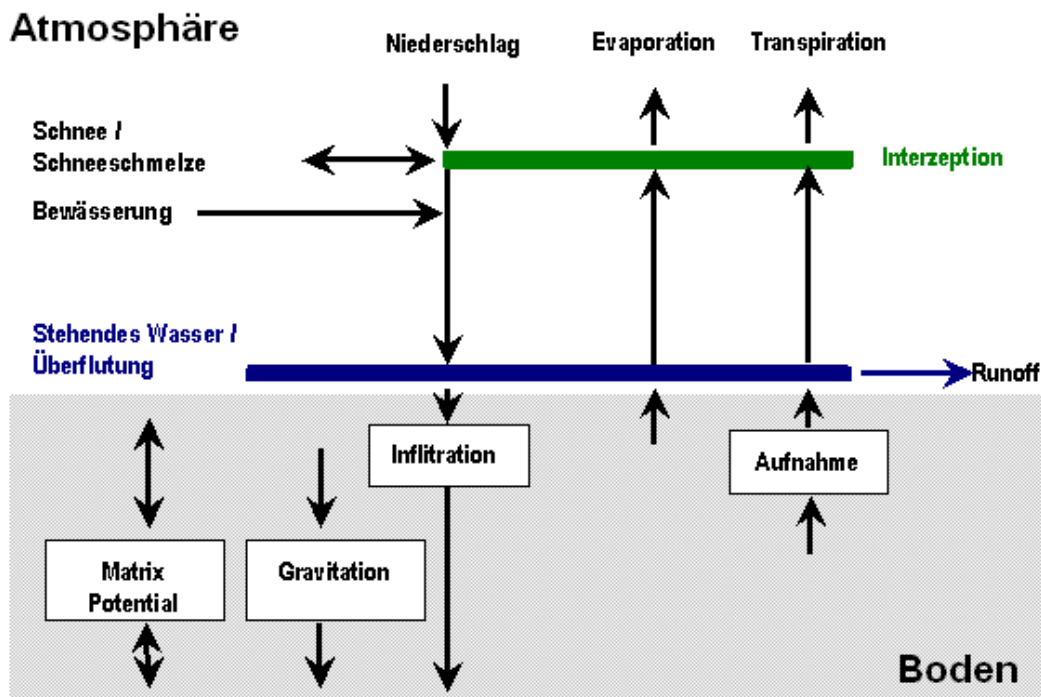 Atmosphäre
Niederschlag
Evaporation
Transpiration
Schnee /
Schneeschmelze
Interzeption
Bewässerung
Stehendes Wasser /
Überflutung
Runoff
Inflitration
Aufnahme
Matrix
Potential
Gravitation
Boden